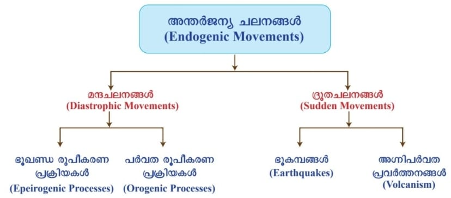 അന്തർജന്യ ചലനങ്ങൾ
(Endogenic Movements)
മന്ദചലനങ്ങൾ
(Diastrophic Movements)
ദ്രുതചലനങ്ങൾ
(Sudden Movements)
ഭൂഖണ്ഡ രൂപീകരണ
പ്രക്രിയകൾ
(Epeirogenic Processes)
പർവത രൂപീകരണ
പ്രക്രിയകൾ
(Orogenic Processes)
ഭൂകമ്പങ്ങൾ
(Earthquakes)
അഗ്നിപർവത
പ്രവർത്തനങ്ങൾ
(Volcanism)